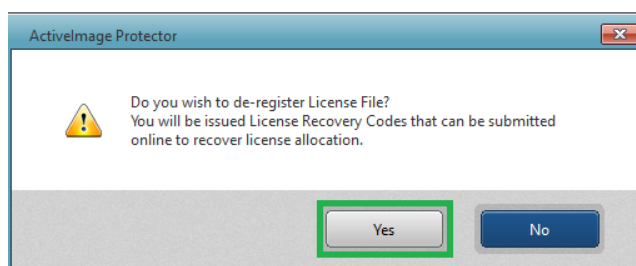 ActiveImage Protector
Do you wish to de-register License File?
You will be issued License Recovery Codes that can be submitted
online to recover license allocation.
Yes
No